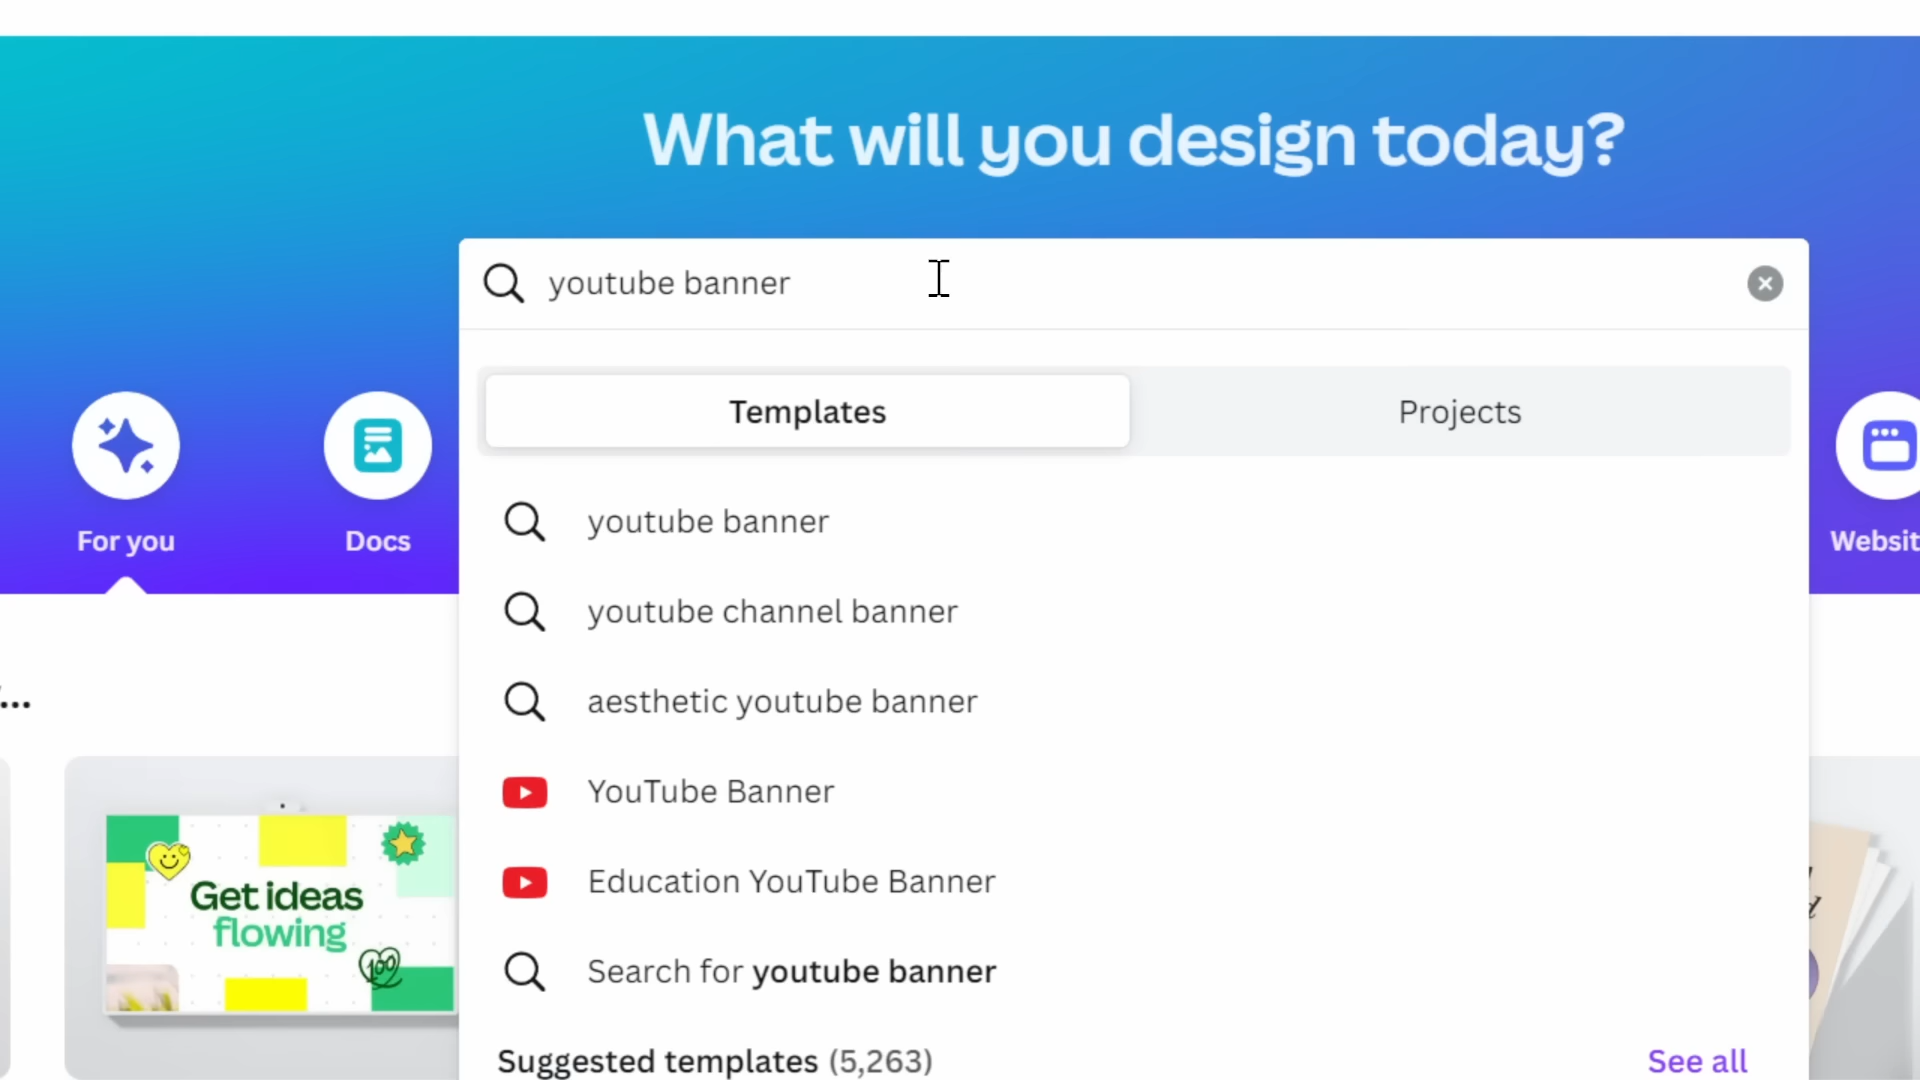 What will you design today?
youtube banner
Templates
Projects
For you
Docs
Websit
youtube banner
youtube channel banner
aesthetic youtube banner
YouTube Banner
Education YouTube Banner
Search for youtube banner
Suggested templates (5,263)
See all
...
Get ideas
flowing
100